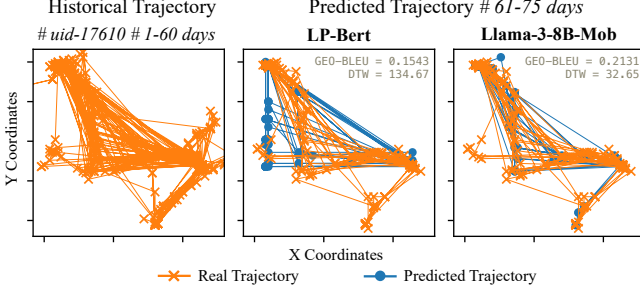 Historical Trajectory
Predicted Trajectory # 61-75 days
# uid-17610 # 1-60 days
LP-Bert
Llama-3-8B-Mob
GEO-BLEU = 0.1543
DTW = 134.67
GEO-BLEU = 0.2131
DTW = 32.65
Y Coordinates
X Coordinates
Real Trajectory
Predicted Trajectory